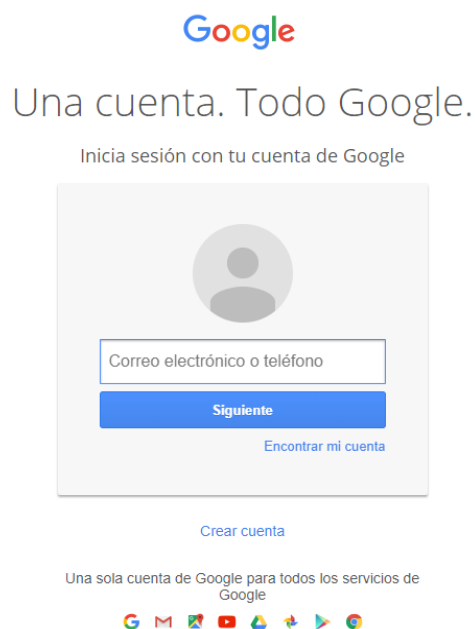 Google
Una cuenta. Todo Google.
Inicia sesión con tu cuenta de Google
Correo electrónico o teléfono
Siguiente
Encontrar mi cuenta
Crear cuenta
Una sola cuenta de Google para todos los servicios de
Google